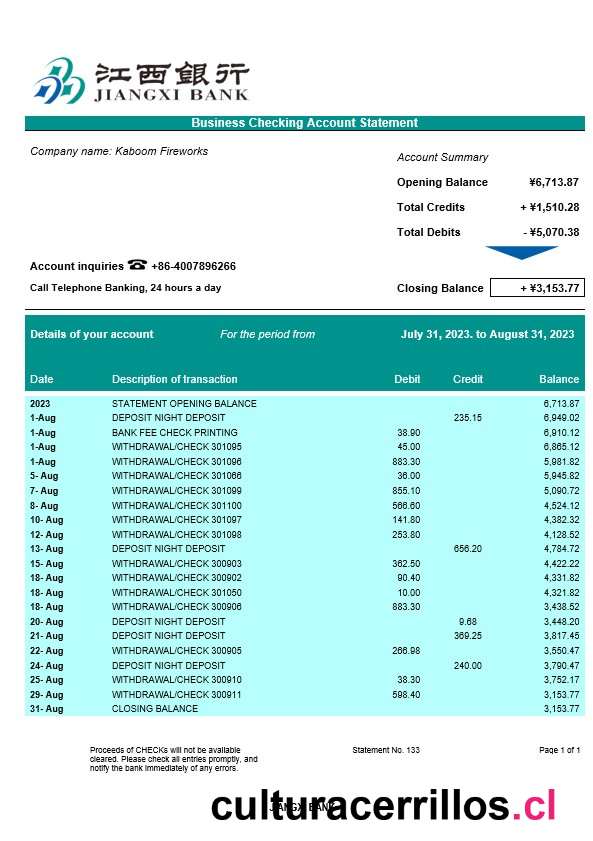 江西銀行
JIANGXI BANK
Business Checking Account Statement
Company name: Kaboom Fireworks
Account Summary
Opening Balance ¥6,713.87
Total Credits + ¥1,510.28
Total Debits - ¥5,070.38
Account inquiries ☎ +86-4007896266
Call Telephone Banking, 24 hours a day
Closing Balance + ¥3,153.77
Details of your account For the period from July 31, 2023. to August 31, 2023
Date Description of transaction Debit Credit Balance
2023 STATEMENT OPENING BALANCE 6,713.87
1-Aug DEPOSIT NIGHT DEPOSIT 235.15 6,949.02
1-Aug BANK FEE CHECK PRINTING 38.90 6,910.12
1-Aug WITHDRAWAL/CHECK 301095 45.00 6,865.12
1-Aug WITHDRAWAL/CHECK 301096 883.30 5,981.82
5- Aug WITHDRAWAL/CHECK 301066 36.00 5,945.82
7- Aug WITHDRAWAL/CHECK 301099 855.10 5,090.72
8- Aug WITHDRAWAL/CHECK 301100 566.60 4,524.12
10- Aug WITHDRAWAL/CHECK 301097 141.80 4,382.32
12- Aug WITHDRAWAL/CHECK 301098 253.80 4,128.52
13- Aug DEPOSIT NIGHT DEPOSIT 656.20 4,784.72
15- Aug WITHDRAWAL/CHECK 300903 362.50 4,422.22
18- Aug WITHDRAWAL/CHECK 300902 90.40 4,331.82
18- Aug WITHDRAWAL/CHECK 301050 10.00 4,321.82
18- Aug WITHDRAWAL/CHECK 300906 883.30 3,438.52
20- Aug DEPOSIT NIGHT DEPOSIT 9.68 3,448.20
21- Aug DEPOSIT NIGHT DEPOSIT 369.25 3,817.45
22- Aug WITHDRAWAL/CHECK 300905 266.98 3,550.47
24- Aug DEPOSIT NIGHT DEPOSIT 240.00 3,790.47
25- Aug WITHDRAWAL/CHECK 300910 38.30 3,752.17
29- Aug WITHDRAWAL/CHECK 300911 598.40 3,153.77
31- Aug CLOSING BALANCE 3,153.77
Proceeds of CHECKs will not be available Statement No. 133 Page 1 of 1
cleared. Please check all entries promptly, and
notify the bank immediately of any errors.
JIANGXI BANK
culturacerrillos.cl